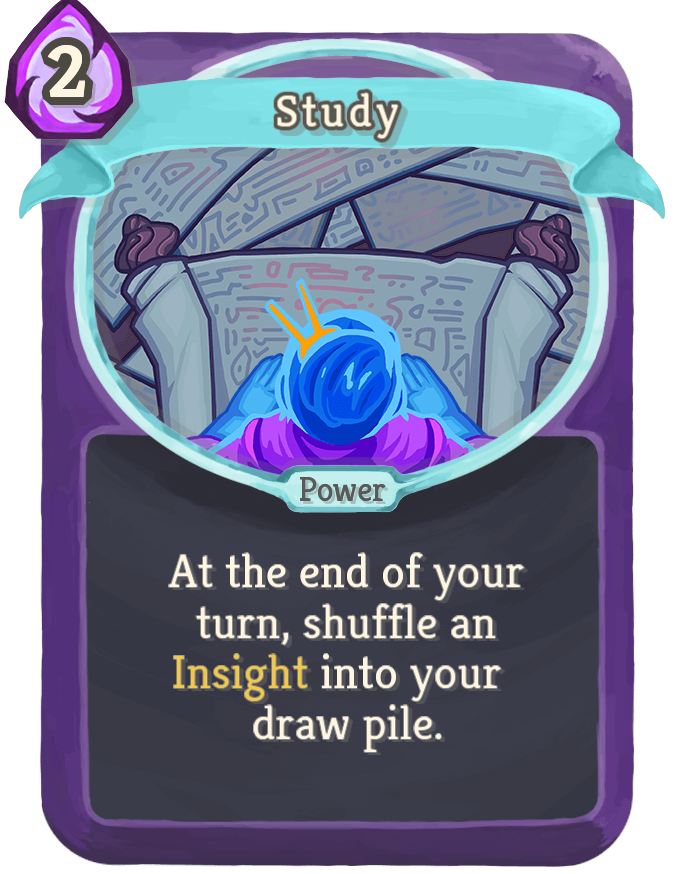 2
Study
Power
At the end of your
turn, shuffle an
Insight into your
draw pile.